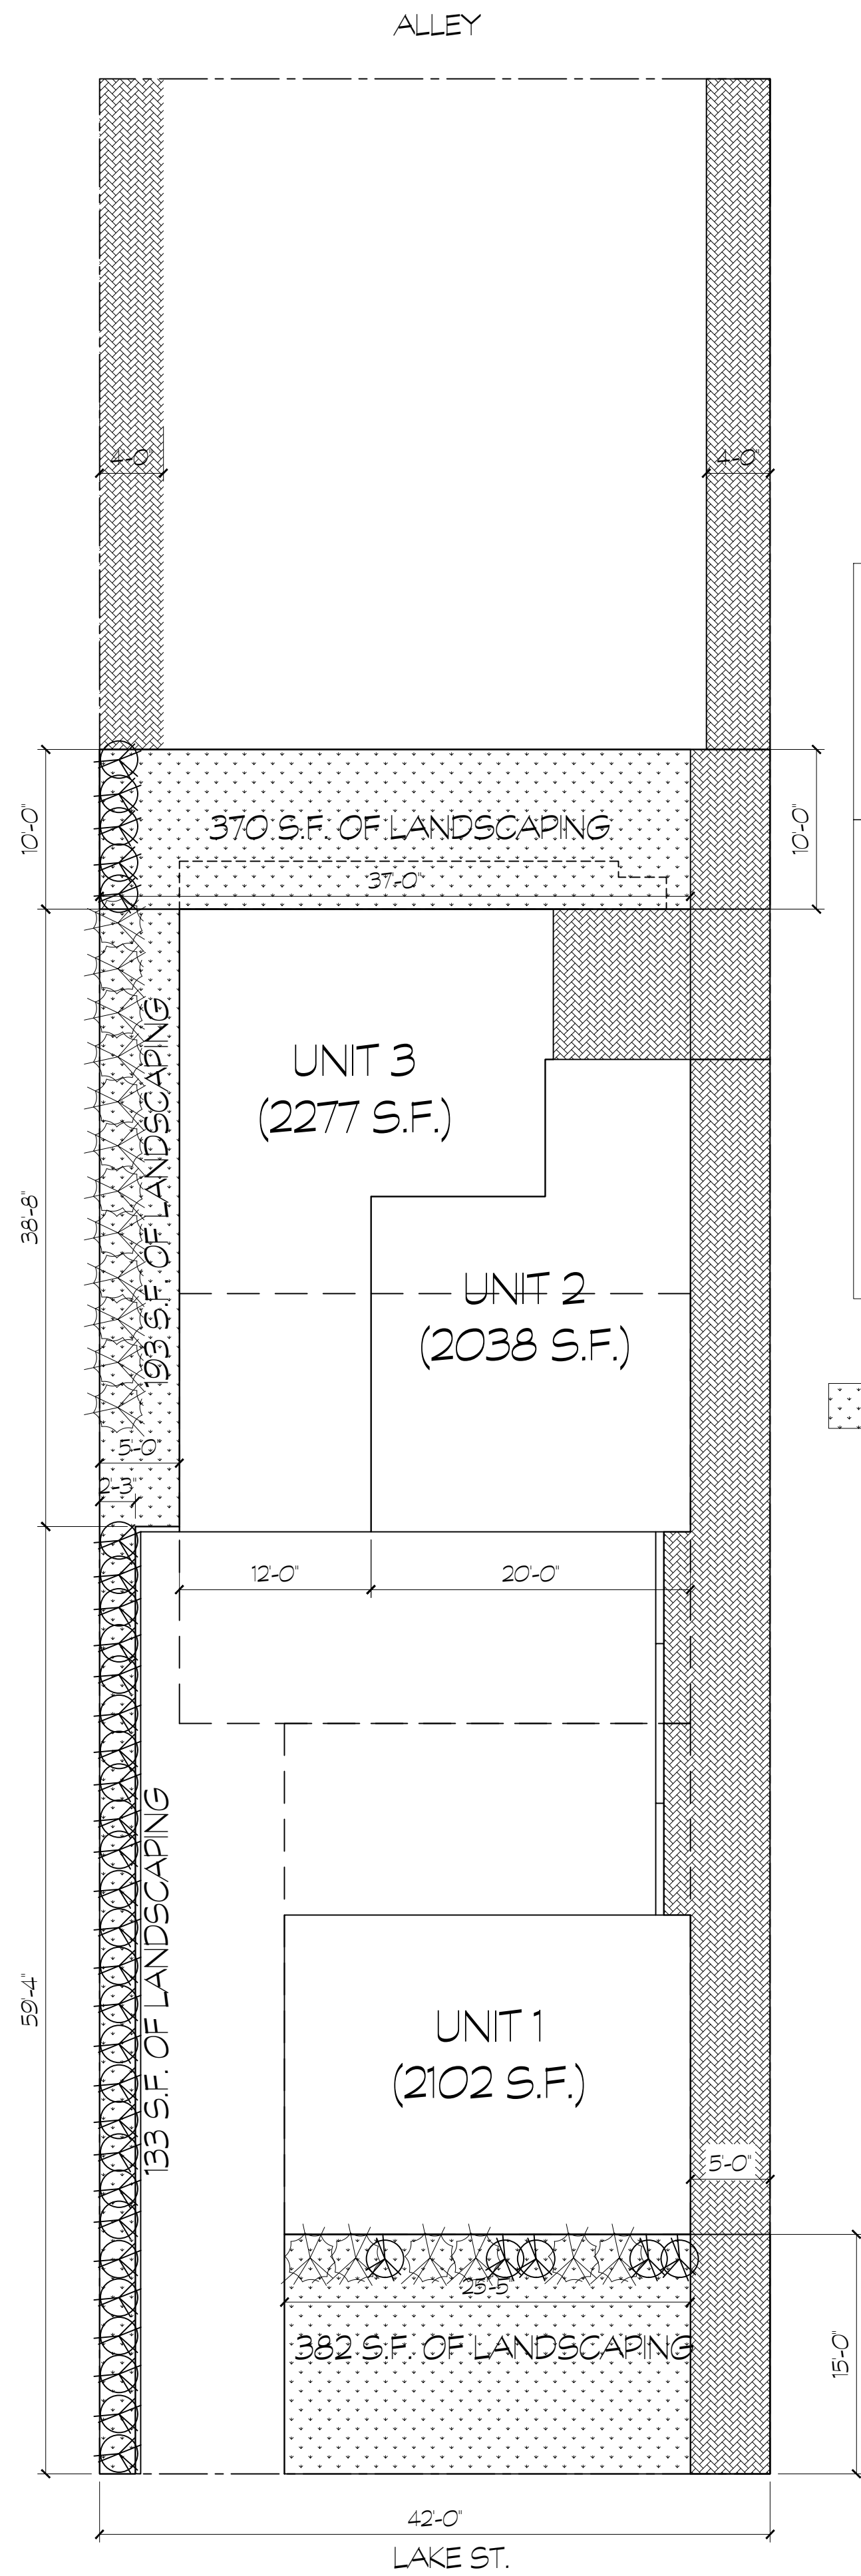 ALLEY
4'-0"
4'-0"
10'-0"
10'-0"
370 S.F. OF LANDSCAPING
37'-0"
193 S.F. OF LANDSCAPING
UNIT 3
(2277 S.F.)
38'-8"
UNIT 2
(2038 S.F.)
5'-0"
2'-3"
12'-0"
20'-0"
133 S.F. OF LANDSCAPING
59'-4"
UNIT 1
(2102 S.F.)
5'-0"
25'-5"
382 S.F. OF LANDSCAPING
15'-0"
42'-0"
LAKE ST.